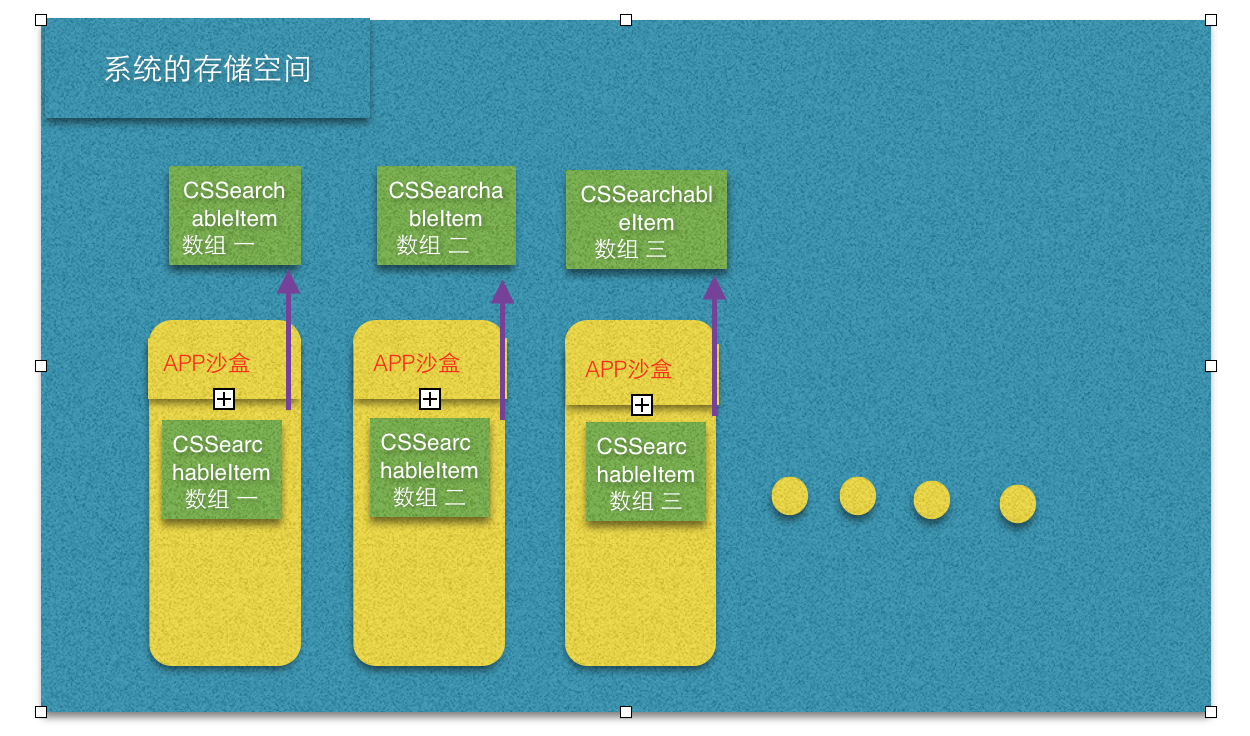 系统的存储空间
CSSearch
ableItem
数组 一
CSSearcha
bleItem
数组 二
CSSearchabl
eItem
数组 三
APP沙盒
APP沙盒
APP沙盒
CSSearc
hableItem
数组 一
CSSearc
hableItem
数组 二
CSSearc
hableItem
数组 三